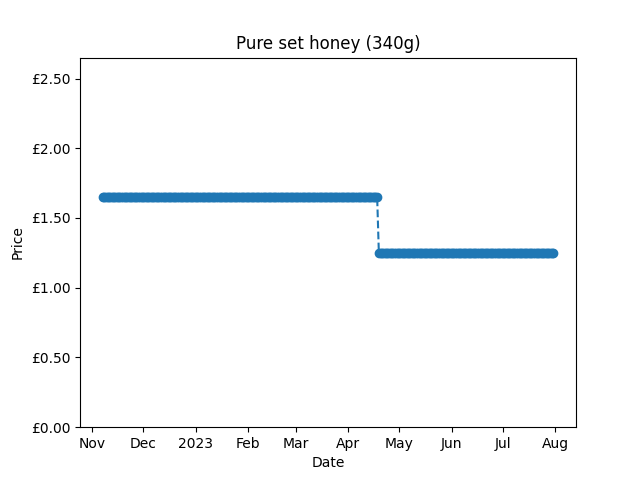 Pure set honey (340g)
£2.50
£2.00
£1.50
£1.00
£0.50
£0.00
Price
Nov Dec 2023 Feb Mar Apr May Jun Jul Aug
Date